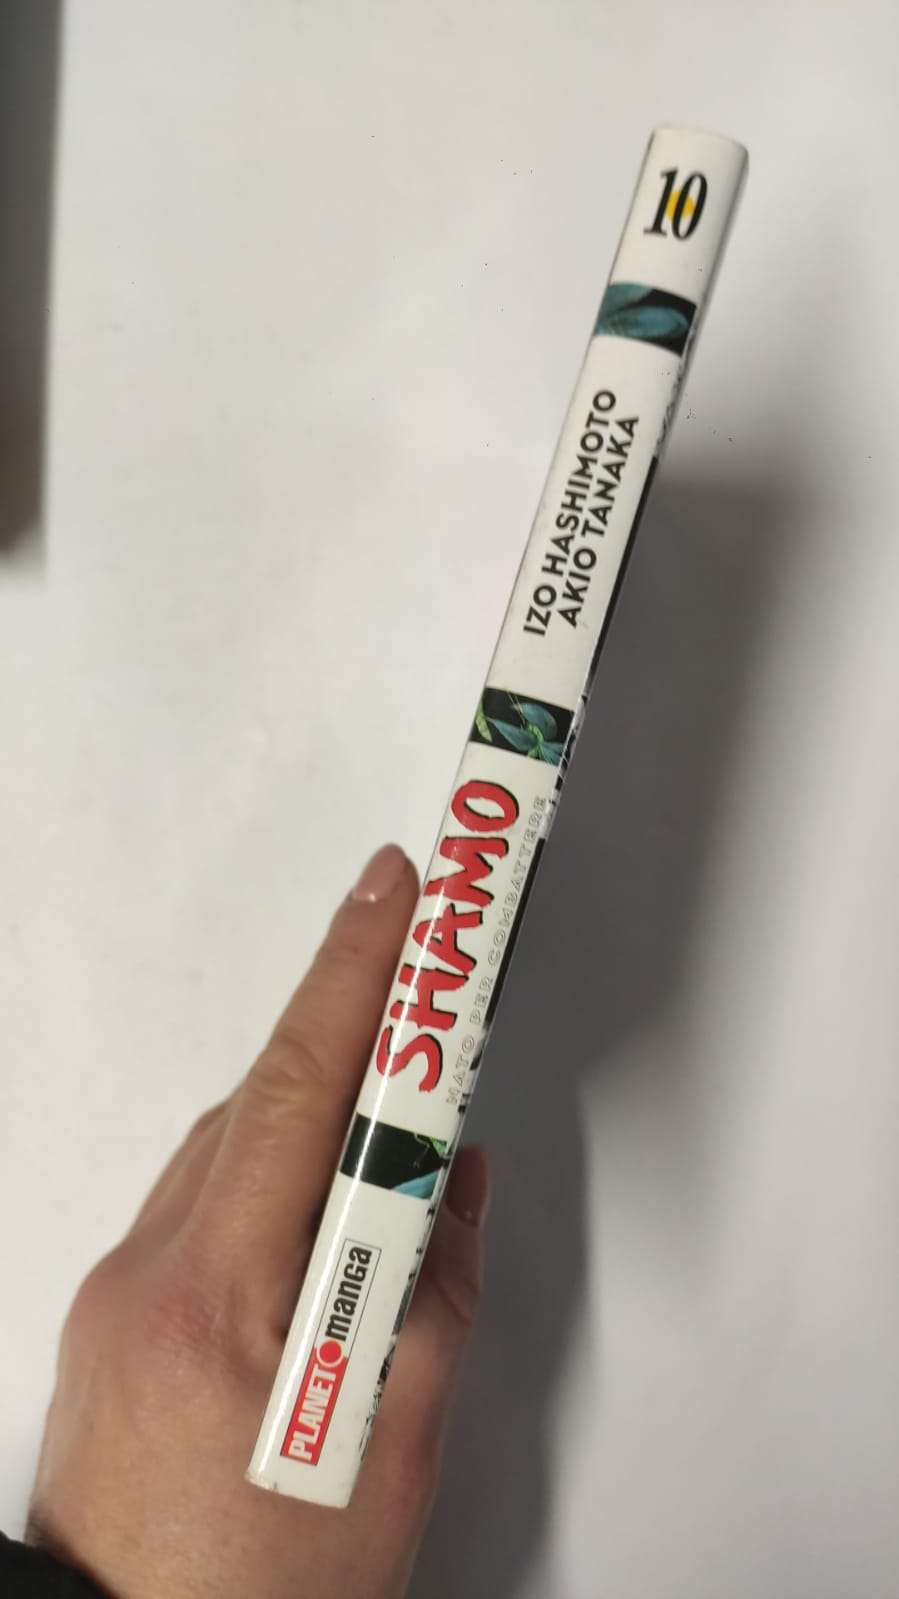 10
IZO HASHIMOTO
AKIO TANAKA
SHAMO
NATO PER COMBATTERE
PLANET manga